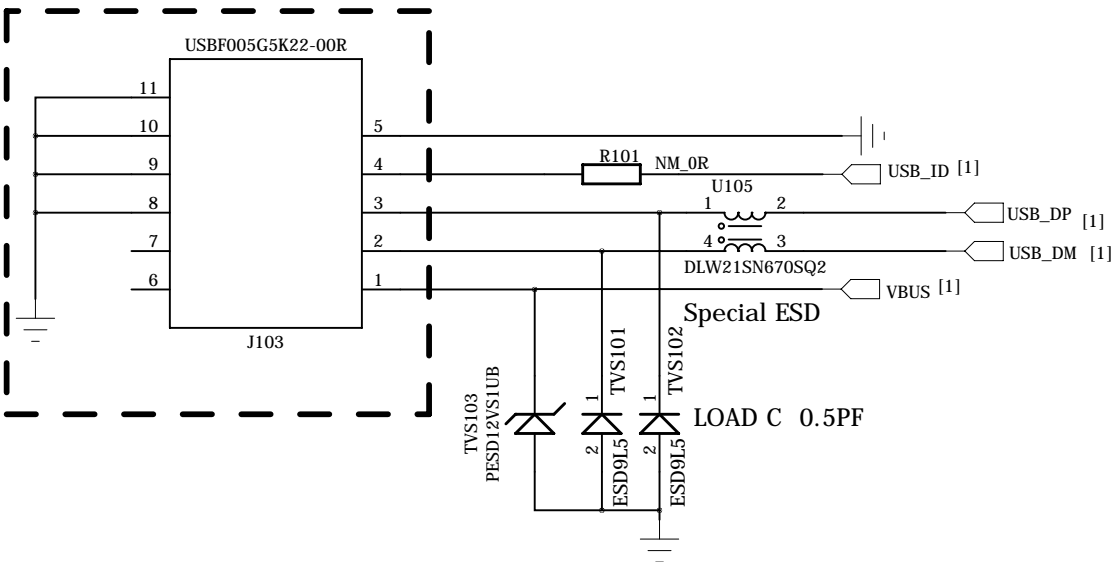 USBF005G5K22-00R
11
10
5
R101
NM_0R
9
4
USB_ID [1]
U105
8
3
1
2
USB_DP [1]
7
2
4
3
USB_DM [1]
DLW21SN670SQ2
6
1
VBUS [1]
Special ESD
J103
TVS103
PESD12VS1UB
TVS101
1
2
ESD9L5
TVS102
1
2
ESD9L5
LOAD C 0.5PF